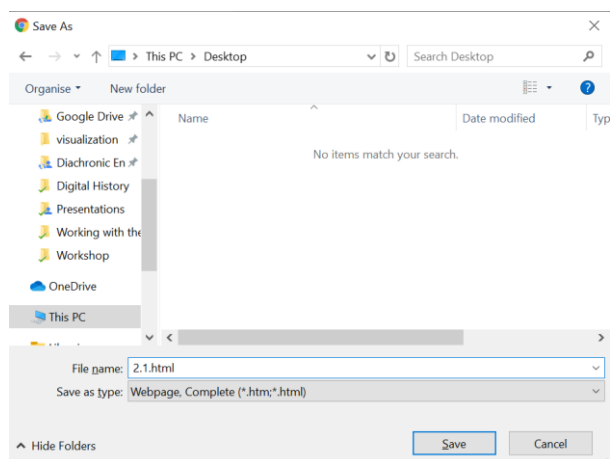 Save As
This PC > Desktop
Search Desktop
Organise
New folder
Google Drive
visualization
Diachronic En
Digital History
Presentations
Working with the
Workshop
OneDrive
This PC
Name
Date modified
Typ
No items match your search.
File name: 2.1.html
Save as type: Webpage, Complete (*.htm;*.html)
Hide Folders
Save
Cancel